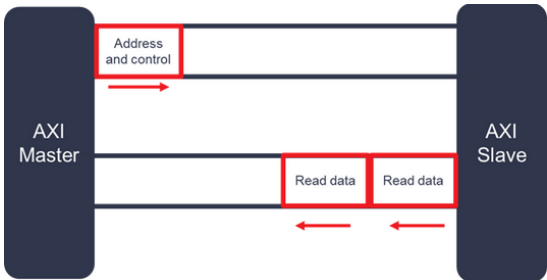 Address
and control
AXI
Master
AXI
Slave
Read data
Read data